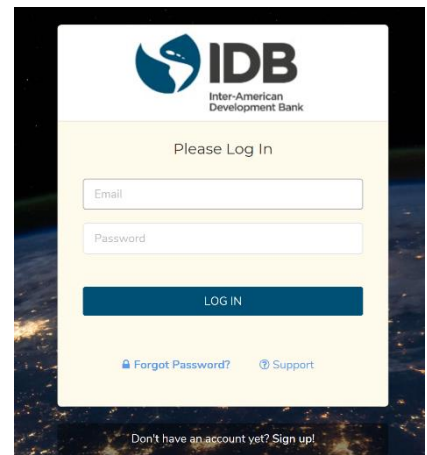 IDB
Inter-American
Development Bank
Please Log In
Email
Password
LOG IN
Forgot Password? Support
Don't have an account yet? Sign up!